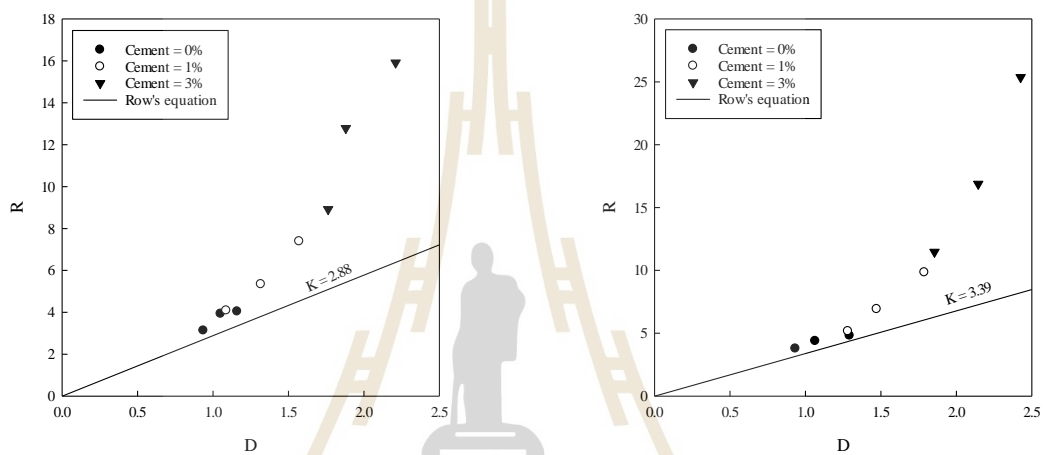 18
16
14
12
10
8
6
4
2
0
R
Cement = 0%
Cement = 1%
Cement = 3%
Row's equation
K = 2.88
0.0 0.5 1.0 1.5 2.0 2.5
D
30
25
20
15
10
5
0
R
Cement = 0%
Cement = 1%
Cement = 3%
Row's equation
K = 3.39
0.0 0.5 1.0 1.5 2.0 2.5
D